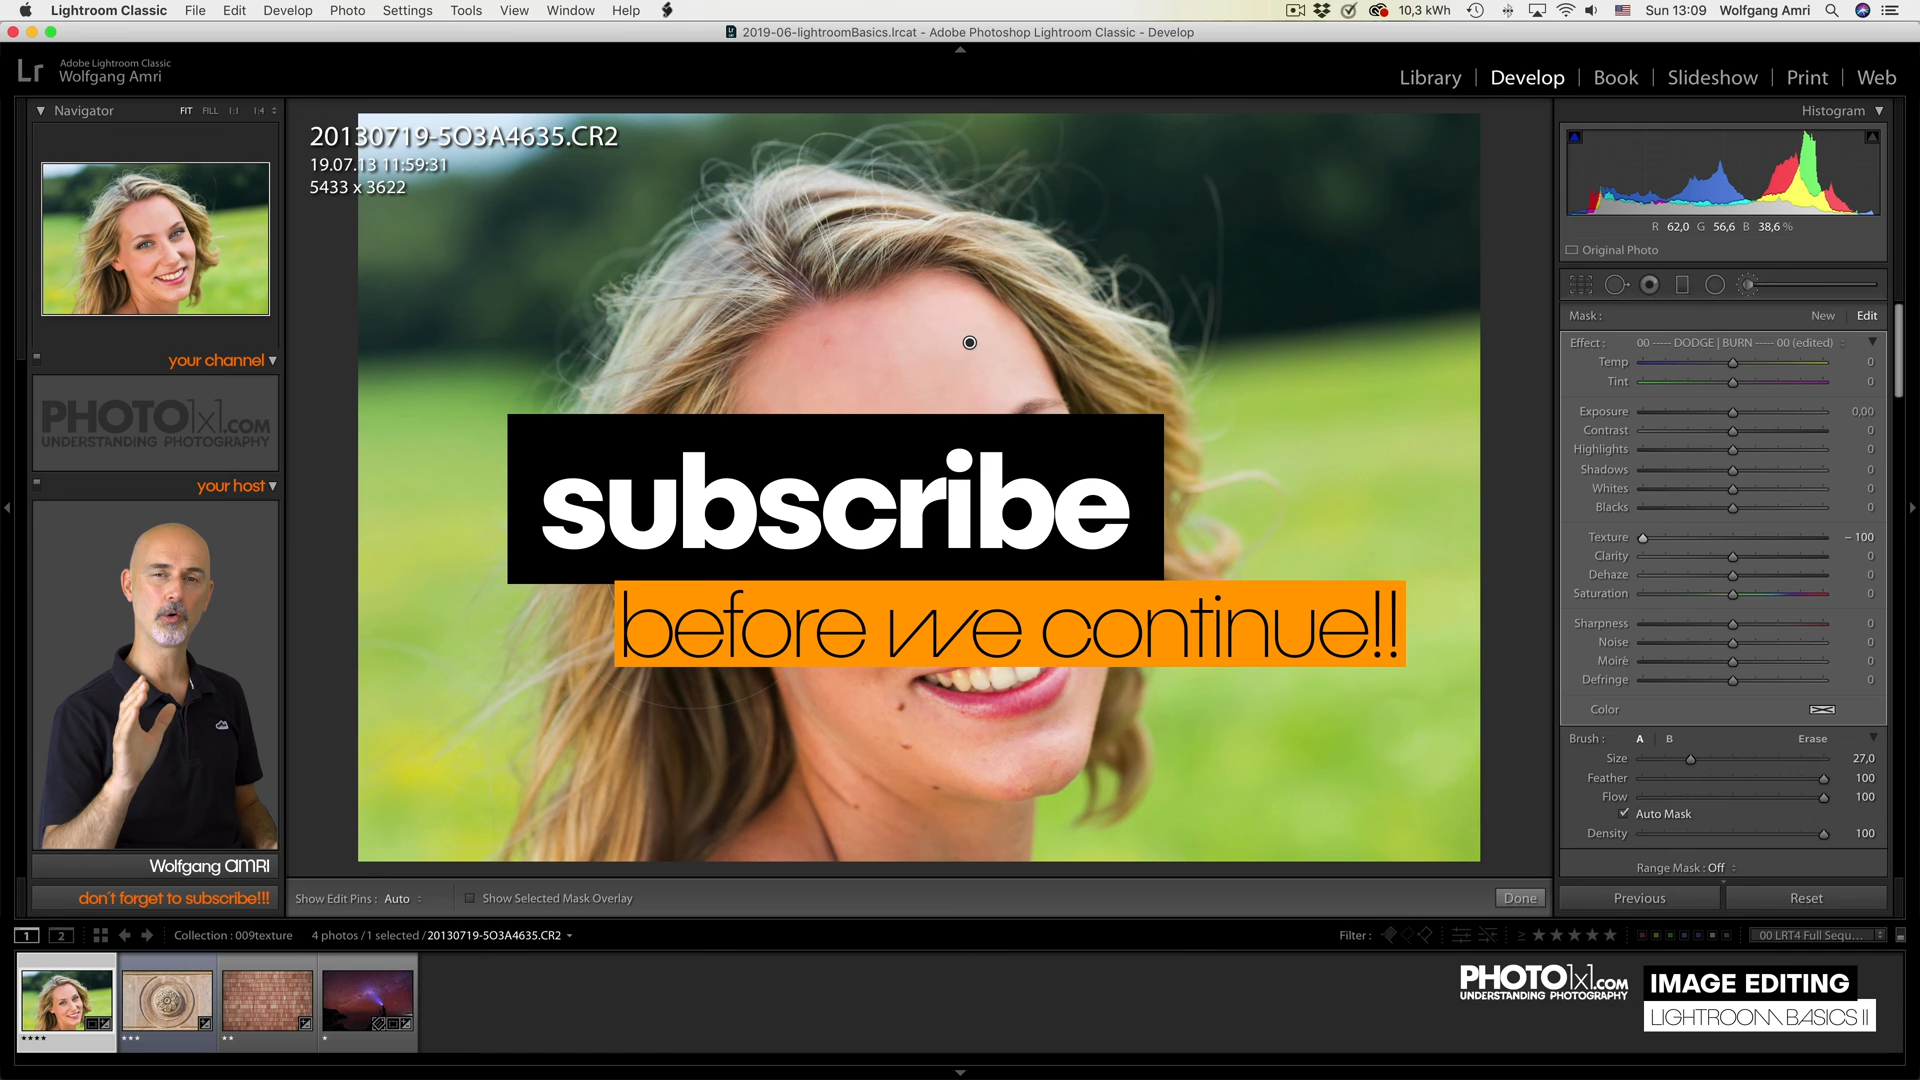 Lightroom Classic File Edit Develop Photo Settings Tools View Window Help 10,3 kWh Sun 13:09 Wolfgang Amri
2019-06-lightroomBasics.lrcat - Adobe Photoshop Lightroom Classic - Develop
Lr Adobe Lightroom Classic
Wolfgang Amri
Library | Develop | Book | Slideshow | Print | Web
Navigator FIT FILL 1:1 1:4
your channel
PHOTO1x1.COM
UNDERSTANDING PHOTOGRAPHY
your host
Wolfgang AMRI
don´t forget to subscribe!!!
20130719-5O3A4635.CR2
19.07.13 11:59:31
5433 x 3622
subscribe
before we continue!!
Show Edit Pins : Auto Show Selected Mask Overlay Done
Histogram
R 62,0 G 56,6 B 38,6 %
Original Photo
Mask : New Edit
Effect : 00 ----- DODGE | BURN ----- 00 (edited)
Temp 0
Tint 0
Exposure 0,00
Contrast 0
Highlights 0
Shadows 0
Whites 0
Blacks 0
Texture – 100
Clarity 0
Dehaze 0
Saturation 0
Sharpness 0
Noise 0
Moiré 0
Defringe 0
Color
Brush : A | B Erase
Size 27,0
Feather 100
Flow 100
Auto Mask
Density 100
Range Mask : Off
Previous Reset
1 2 Collection : 009texture 4 photos / 1 selected / 20130719-5O3A4635.CR2 Filter : ≥ ★★★★★ 00 LRT4 Full Sequ...
PHOTO1x1.COM
UNDERSTANDING PHOTOGRAPHY
IMAGE EDITING
LIGHTROOM BASICS II